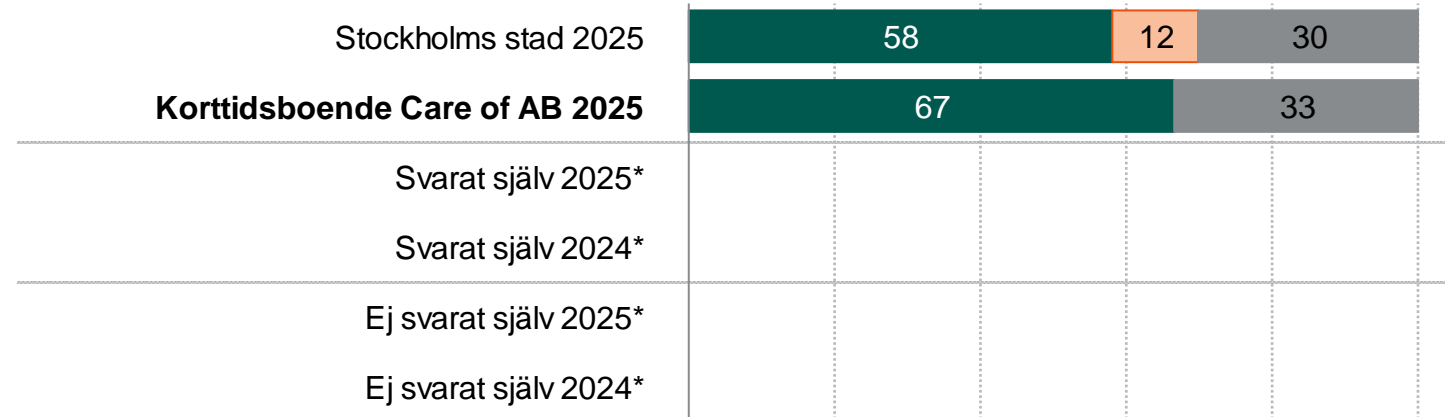 Stockholms stad 2025 58 12 30
Korttidsboende Care of AB 2025 67 33
Svarat själv 2025*
Svarat själv 2024*
Ej svarat själv 2025*
Ej svarat själv 2024*